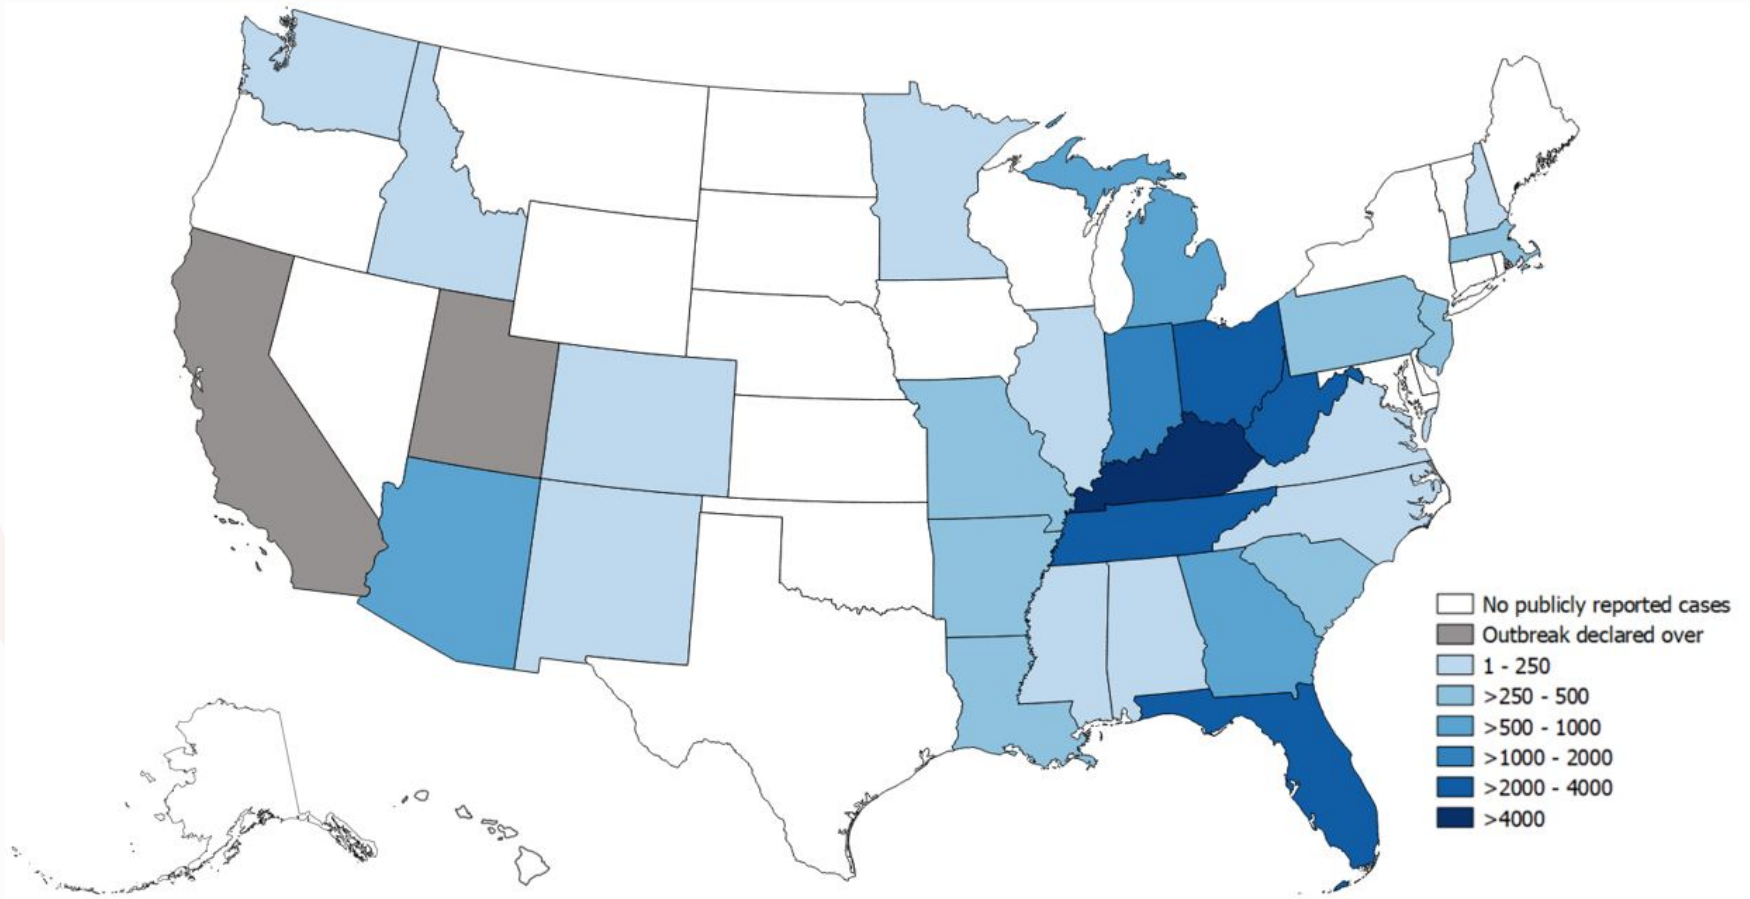 No publicly reported cases
Outbreak declared over
1 - 250
>250 - 500
>500 - 1000
>1000 - 2000
>2000 - 4000
>4000